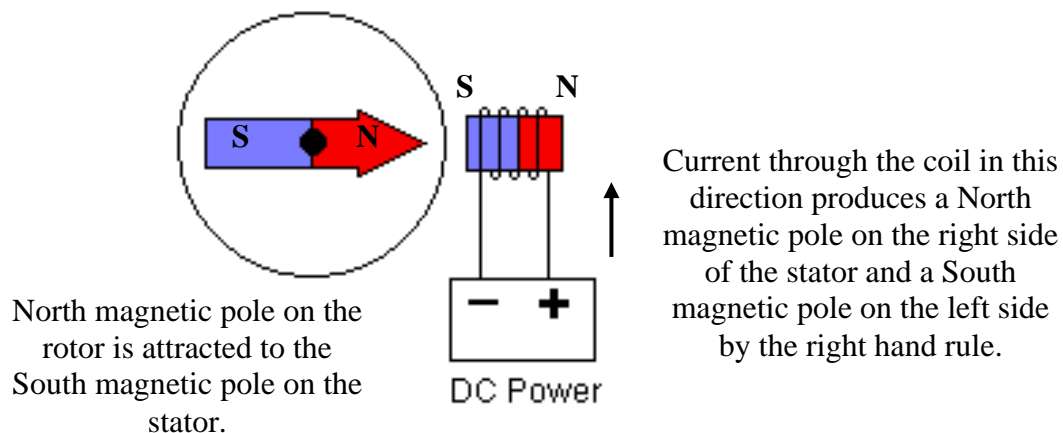 S N
S N
Current through the coil in this
direction produces a North
magnetic pole on the right side
of the stator and a South
magnetic pole on the left side
by the right hand rule.
North magnetic pole on the
rotor is attracted to the
South magnetic pole on the
stator.
− +
DC Power